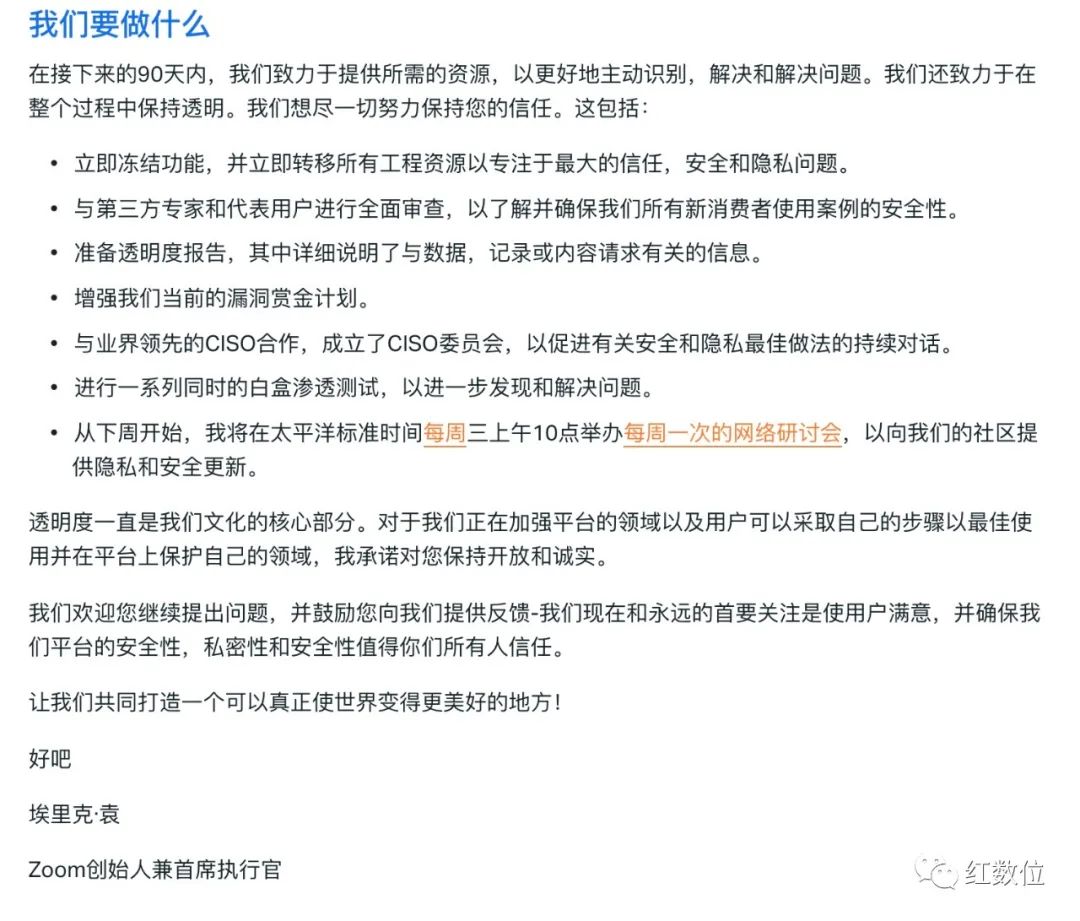 我们要做什么
在接下来的90天内，我们致力于提供所需的资源，以更好地主动识别，解决和解决问题。我们还致力于在
整个过程中保持透明。我们想尽一切努力保持您的信任。这包括：
• 立即冻结功能，并立即转移所有工程资源以专注于最大的信任，安全和隐私问题。
• 与第三方专家和代表用户进行全面审查，以了解并确保我们所有新消费者使用案例的安全性。
• 准备透明度报告，其中详细说明了与数据，记录或内容请求有关的信息。
• 增强我们当前的漏洞赏金计划。
• 与业界领先的CISO合作，成立了CISO委员会，以促进有关安全和隐私最佳做法的持续对话。
• 进行一系列同时的白盒渗透测试，以进一步发现和解决问题。
• 从下周开始，我将在太平洋标准时间每周三上午10点举办每周一次的网络研讨会，以向我们的社区提
供隐私和安全更新。
透明度一直是我们文化的核心部分。对于我们正在加强平台的领域以及用户可以采取自己的步骤以最佳使
用并在平台上保护自己的领域，我承诺对您保持开放和诚实。
我们欢迎您继续提出问题，并鼓励您向我们提供反馈-我们现在和永远的首要关注是使用户满意，并确保我
们平台的安全性，私密性和安全性值得你们所有人信任。
让我们共同打造一个可以真正使世界变得更美好的地方！
好吧
埃里克·袁
Zoom创始人兼首席执行官
红数位